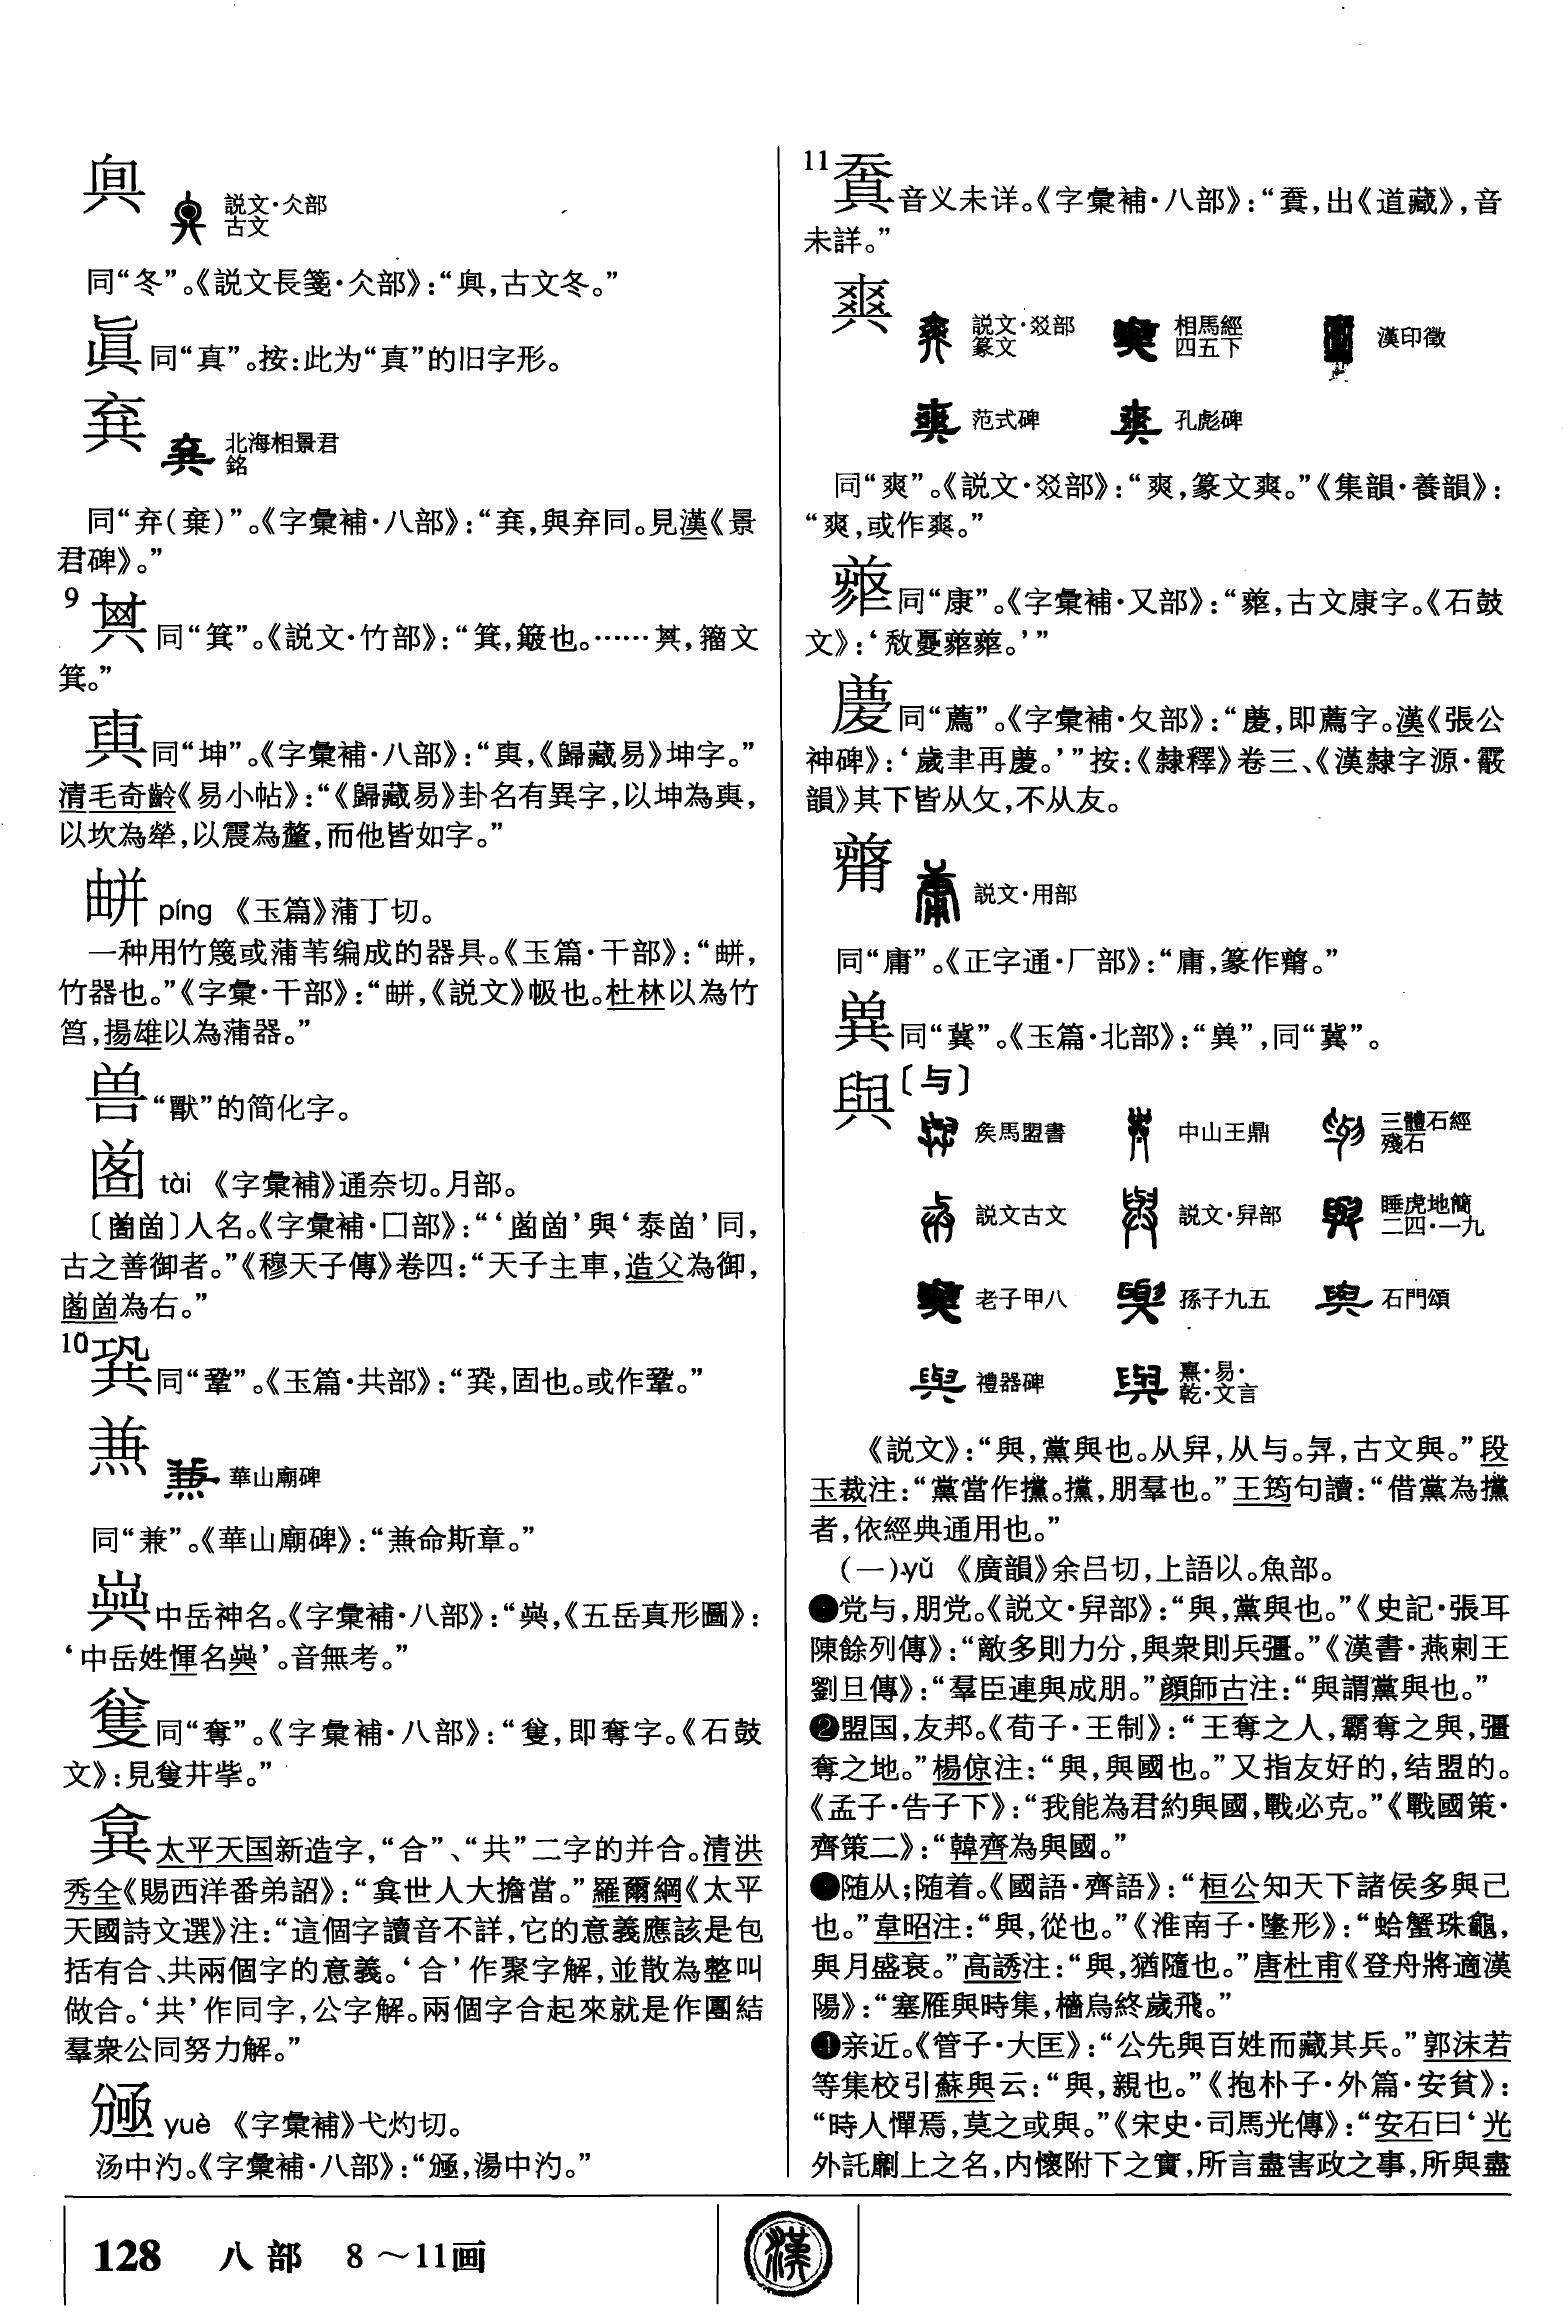 説文·仌部
古文
同“冬”。《説文長箋·仌部》：“𠔙，古文冬。”
眞同“真”。按：此为“真”的旧字形。
北海相景君
銘
同“弃（棄）”。《字彙補·八部》：“，與弃同。見漢《景
君碑》。”
9
同“箕”。《説文·竹部》：“箕，簸也。……，籀文
箕。”
同“坤”。《字彙補·八部》：“，《歸藏易》坤字。”
清毛奇齡《易小帖》：“《歸藏易》卦名有異字，以坤為，
以坎為犖，以震為釐，而他皆如字。”
píng 《玉篇》蒲丁切。
一种用竹篾或蒲苇编成的器具。《玉篇·干部》：“，
竹器也。”《字彙·干部》：“，《説文》㡋也。杜林以為竹
筥，揚雄以為蒲器。”
兽“獸”的简化字。
tài 《字彙補》通奈切。月部。
人名。《字彙補·囗部》：“‘’與‘’同，
古之善御者。”《穆天子傳》卷四：“天子主車，造父為御，
為右。”
10
同“鞏”。《玉篇·共部》：“，固也。或作鞏。”
華山廟碑
同“兼”。《華山廟碑》：“命斯章。”
中岳神名。《字彙補·八部》：“，《五岳真形圖》：
‘中岳姓惲名’。音無考。”
同“奪”。《字彙補·八部》：“，即奪字。《石鼓
文》：見井㧘。”
太平天国新造字，“合”、“共”二字的并合。清洪
秀全《賜西洋番弟詔》：“世人大擔當。”羅爾綱《太平
天國詩文選》注：“這個字讀音不詳，它的意義應該是包
括有合、共兩個字的意義。‘合’作聚字解，並散為整叫
做合。‘共’作同字，公字解。兩個字合起來就是作團結
羣衆公同努力解。”
yuè 《字彙補》弋灼切。
汤中汋。《字彙補·八部》：“，湯中汋。”
11
音义未详。《字彙補·八部》：“，出《道藏》，音
未詳。”
説文·㸚部 相馬經 漢印徵
篆文 四五下
范式碑 孔彪碑
同“爽”。《説文·㸚部》：“，篆文爽。”《集韻·養韻》：
“爽，或作。”
同“康”。《字彙補·又部》：“，古文康字。《石鼓
文》：‘’”
同“薦”。《字彙補·夂部》：“，即薦字。漢《張公
神碑》：‘歲聿再。’”按：《隸釋》卷三、《漢隸字源·霰
韻》其下皆从攵，不从友。
説文·用部
同“庸”。《正字通·厂部》：“庸，篆作。”
同“冀”。《玉篇·北部》：“”，同“冀”。
與〔与〕
矦馬盟書 中山王鼎 三體石經
殘石
説文古文 説文·舁部 睡虎地簡
二四·一九
老子甲八 孫子九五 石門頌
禮器碑 熹·易·
乾·文言
《説文》：“與，黨與也。从舁，从与。，古文與。”段
玉裁注：“黨當作攩。攩，朋羣也。”王筠句讀：“借黨為攩
者，依經典通用也。”
（一）yǔ 《廣韻》余吕切，上語以。魚部。
❶党与，朋党。《説文·舁部》：“與，黨與也。”《史記·張耳
陳餘列傳》：“敵多則力分，與衆則兵彊。”《漢書·燕剌王
劉旦傳》：“羣臣連與成朋。”顔師古注：“與謂黨與也。”
❷盟国，友邦。《荀子·王制》：“王奪之人，霸奪之與，彊
奪之地。”楊倞注：“與，與國也。”又指友好的，结盟的。
《孟子·告子下》：“我能為君約與國，戰必克。”《戰國策·
齊策二》：“韓齊為與國。”
❸随从；随着。《國語·齊語》：“桓公知天下諸侯多與己
也。”韋昭注：“與，從也。”《淮南子·墬形》：“蛤蟹珠龜，
與月盛衰。”高誘注：“與，猶隨也。”唐杜甫《登舟將適漢
陽》：“塞雁與時集，檣烏終歲飛。”
❹亲近。《管子·大匡》：“公先與百姓而藏其兵。”郭沫若
等集校引蘇與云：“與，親也。”《抱朴子·外篇·安貧》：
“時人憚焉，莫之或與。”《宋史·司馬光傳》：“安石曰‘光
外託劘上之名，内懷附下之實，所言盡害政之事，所與盡
128 八部 8～11画
漢